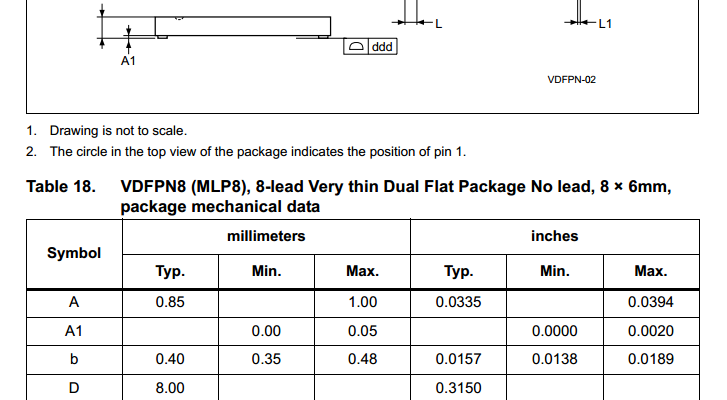 L
L1
ddd
A1
VDFPN-02
1. Drawing is not to scale.
2. The circle in the top view of the package indicates the position of pin 1.
Table 18. VDFPN8 (MLP8), 8-lead Very thin Dual Flat Package No lead, 8 × 6mm,
package mechanical data
Symbol millimeters inches
Typ. Min. Max. Typ. Min. Max.
A 0.85 1.00 0.0335 0.0394
A1 0.00 0.05 0.0000 0.0020
b 0.40 0.35 0.48 0.0157 0.0138 0.0189
D 8.00 0.3150